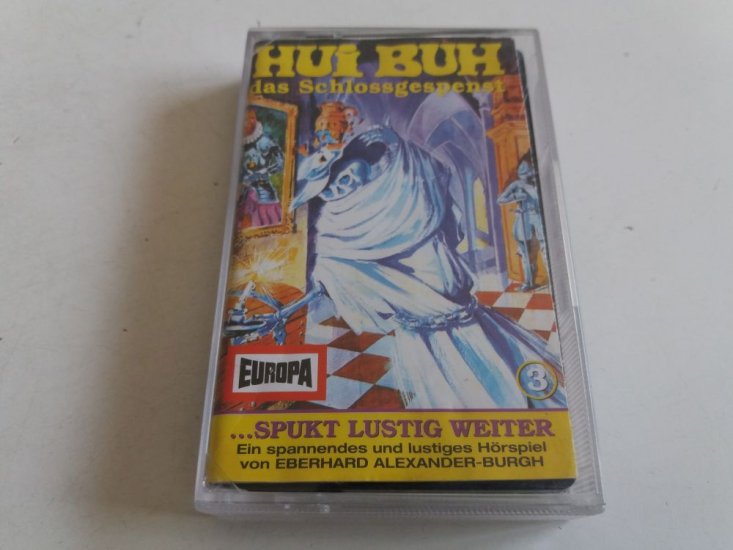 HUI BUH
das Schlossgespenst
EUROPA
3
...SPUKT LUSTIG WEITER
Ein spannendes und lustiges Hörspiel
von EBERHARD ALEXANDER-BURGH